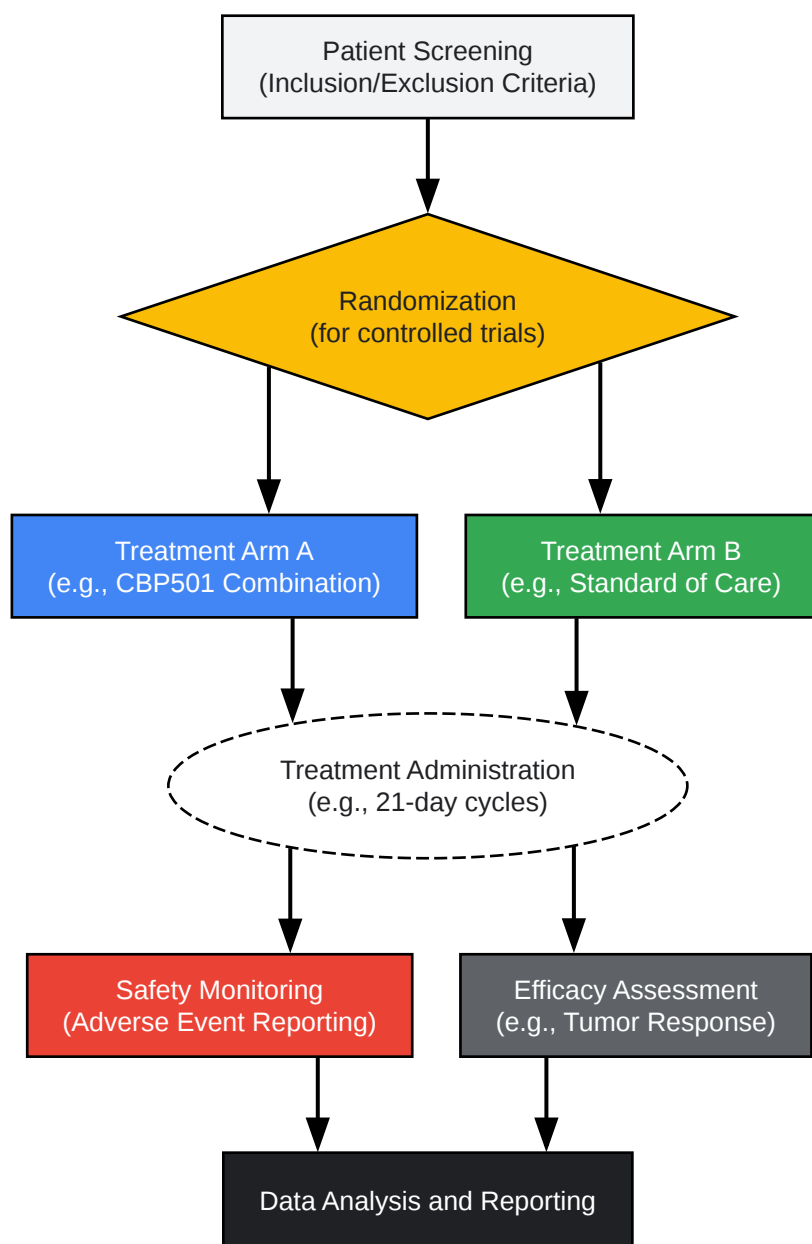 Patient Screening
(Inclusion/Exclusion Criteria)
Randomization
(for controlled trials)
Treatment Arm A
(e.g., CBP501 Combination)
Treatment Arm B
(e.g., Standard of Care)
Treatment Administration
(e.g., 21-day cycles)
Safety Monitoring
(Adverse Event Reporting)
Efficacy Assessment
(e.g., Tumor Response)
Data Analysis and Reporting